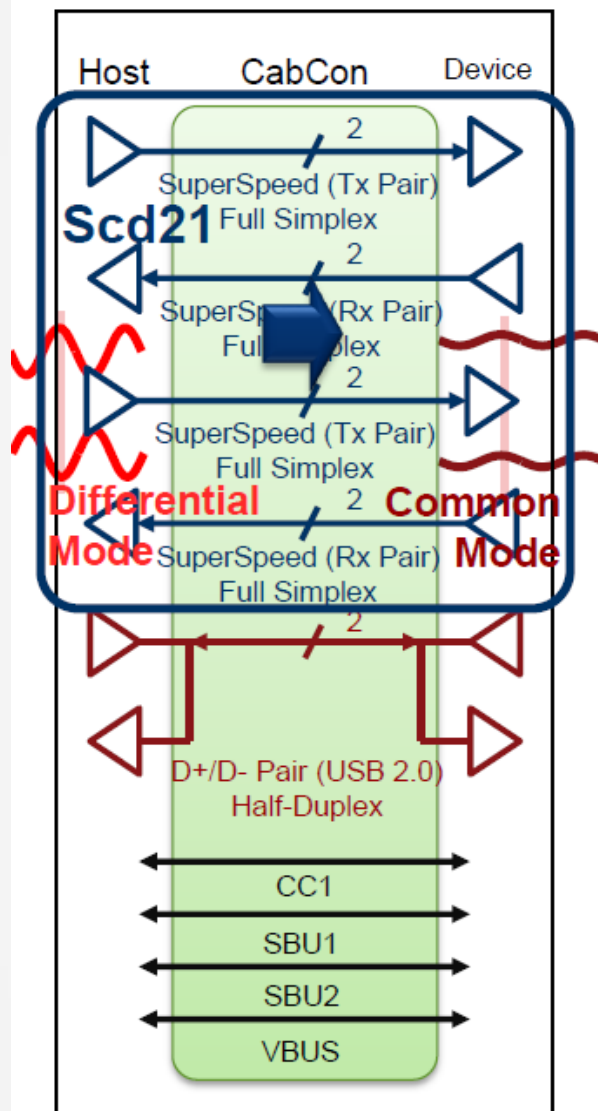 Host CabCon Device
2
SuperSpeed (Tx Pair)
Full Simplex
Scd21
2
(Rx Pair)
2
SuperSpeed (Tx Pair)
Full Simplex
Differential
Mode
2
Common
Mode
SuperSpeed (Rx Pair)
Full Simplex
2
D+/D- Pair (USB 2.0)
Half-Duplex
CC1
SBU1
SBU2
VBUS